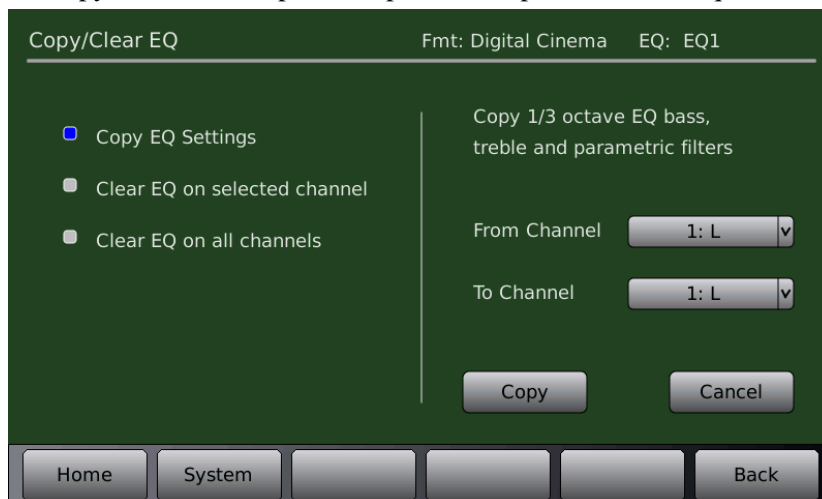 Copy/Clear EQ
Fmt: Digital Cinema EQ: EQ1
Copy EQ Settings
Clear EQ on selected channel
Clear EQ on all channels
Copy 1/3 octave EQ bass,
treble and parametric filters
From Channel 1: L
To Channel 1: L
Copy Cancel
Home System Back